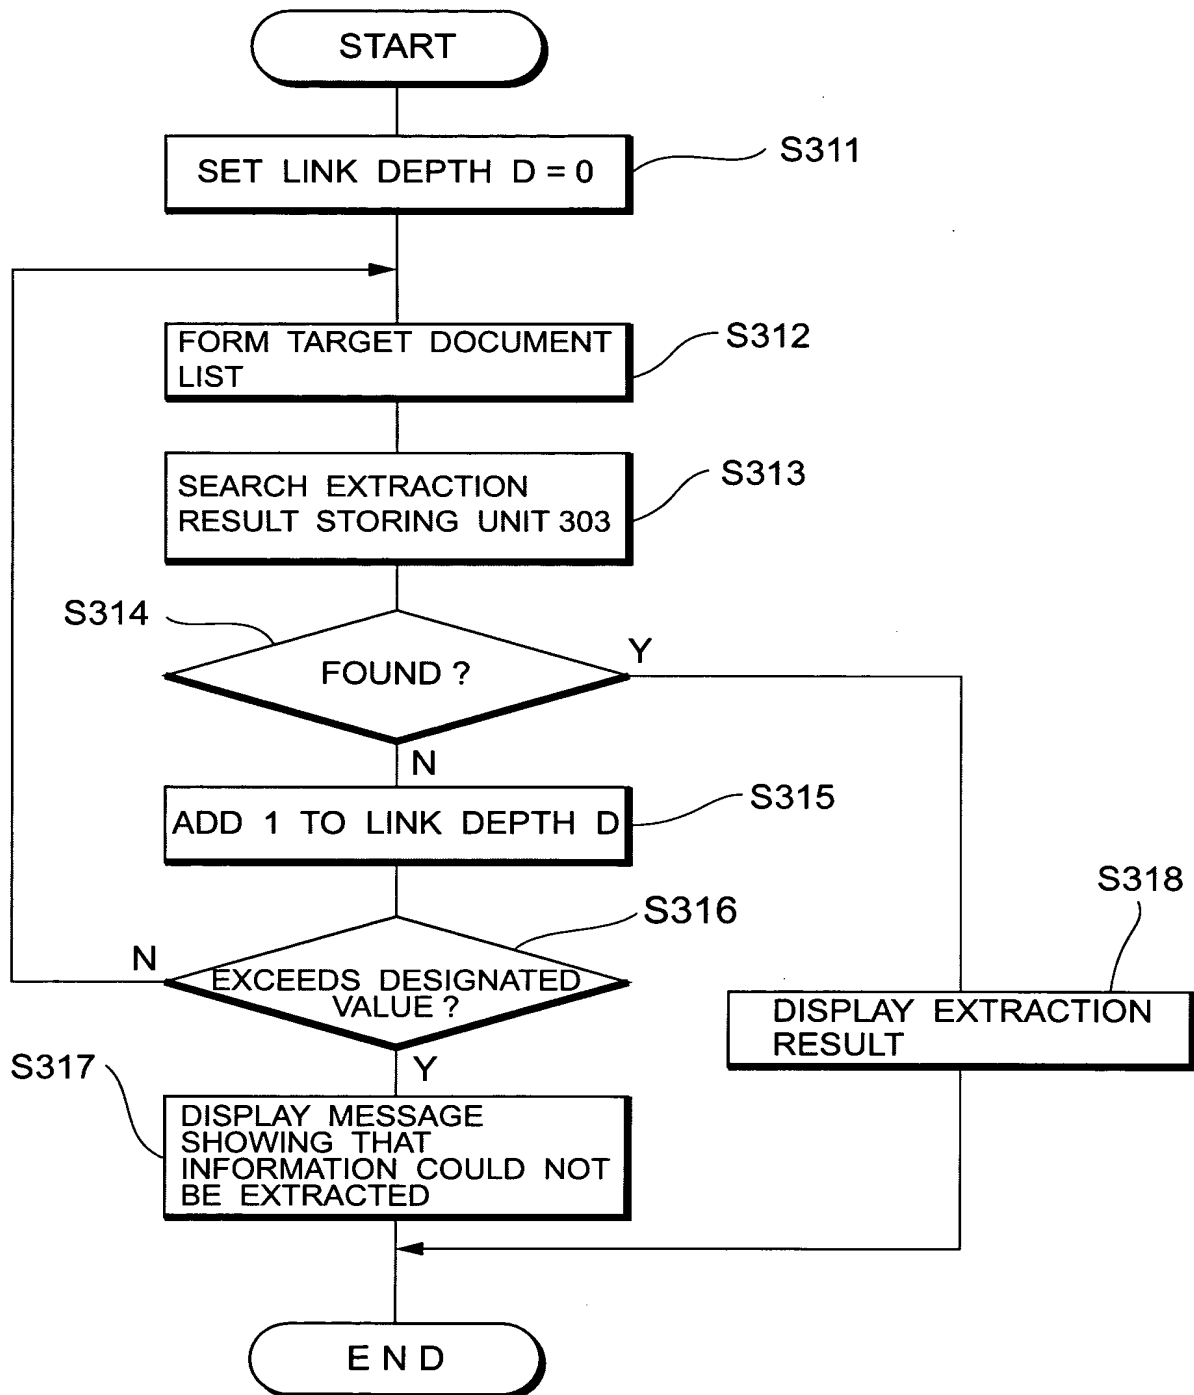 START
SET LINK DEPTH D = 0
S311
FORM TARGET DOCUMENT
LIST
S312
SEARCH EXTRACTION
RESULT STORING UNIT 303
S313
S314
FOUND ?
Y
N
ADD 1 TO LINK DEPTH D
S315
S316
N
EXCEEDS DESIGNATED
VALUE ?
Y
S318
DISPLAY EXTRACTION
RESULT
S317
DISPLAY MESSAGE
SHOWING THAT
INFORMATION COULD NOT
BE EXTRACTED
END